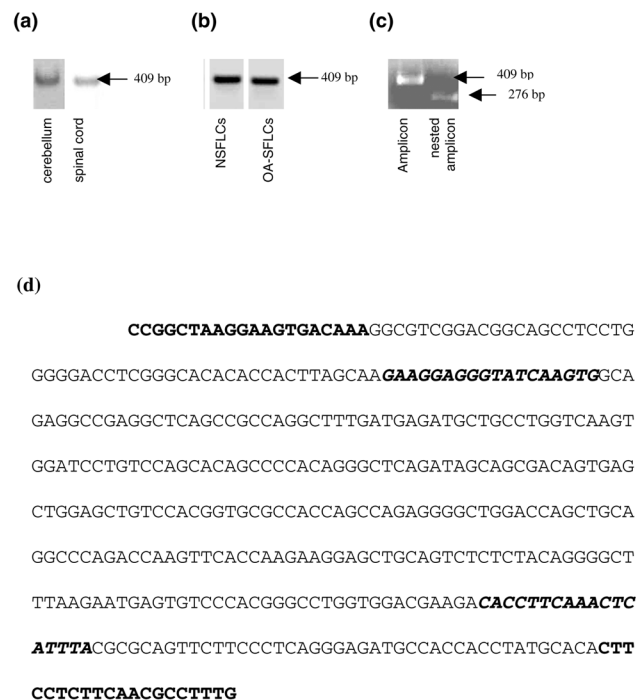 (a)
(b)
(c)
409 bp
409 bp
409 bp
276 bp
cerebellum
spinal cord
NSFLCs
OA-SFLCs
Amplicon
nested
amplicon
(d)
CCGGCTAAGGAAGTGACAAAGGCGTCGGACGGCAGCCTCCTG
GGGGACCTCGGGCACACACCACTTAGCAAGAAGGAGGGTATCAAGTGGCA
GAGGCCGAGGCTCAGCCGCCAGGCTTTGATGAGATGCTGCCTGGTCAAGT
GGATCCTGTCCAGCACAGCCCCACAGGGCTCAGATAGCAGCGACAGTGAG
CTGGAGCTGTCCACGGTGCGCCACCAGCCAGAGGGGCTGGACCAGCTGCA
GGCCCAGACCAAGTTCACCAAGAAGGAGCTGCAGTCTCTCTACAGGGGCT
TTAAGAATGAGTGTCCCACGGGCCTGGTGGACGAAGACACCTTCAAACTC
ATTTACGCGCAGTTCTTCCCTCAGGGAGATGCCACCACCTATGCACACTT
CCTCTTCAACGCCTTTG